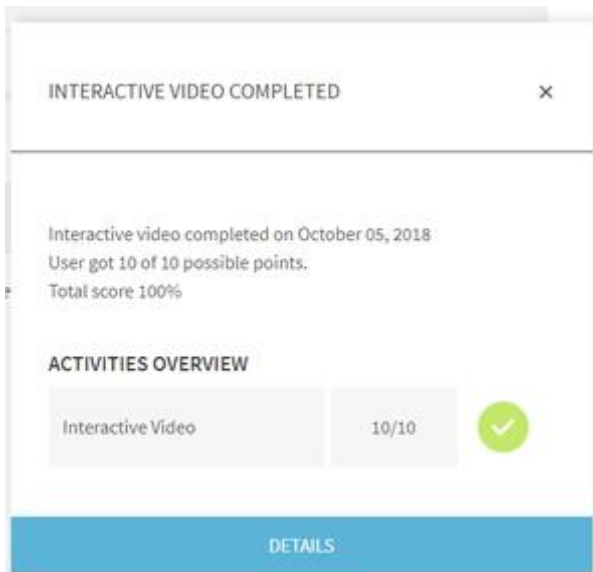 INTERACTIVE VIDEO COMPLETED ×
Interactive video completed on October 05, 2018
User got 10 of 10 possible points.
Total score 100%
ACTIVITIES OVERVIEW
Interactive Video 10/10
DETAILS